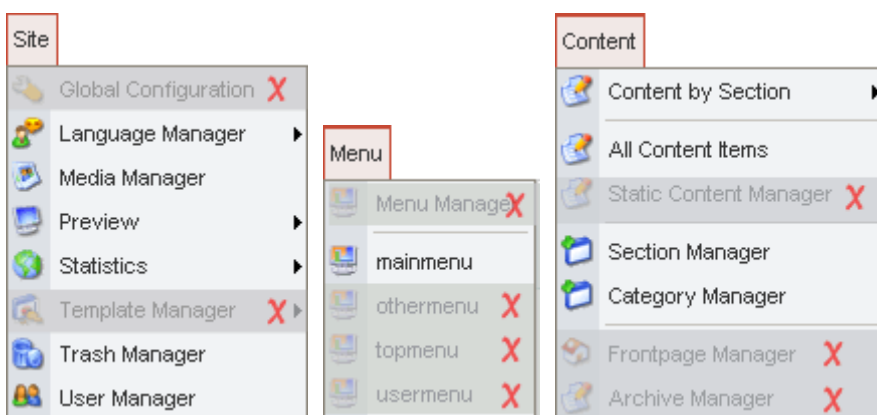 Site
Global Configuration
Language Manager
Media Manager
Preview
Statistics
Template Manager
Trash Manager
User Manager
Menu
Menu Manager
mainmenu
othermenu
topmenu
usermenu
Content
Content by Section
All Content Items
Static Content Manager
Section Manager
Category Manager
Frontpage Manager
Archive Manager